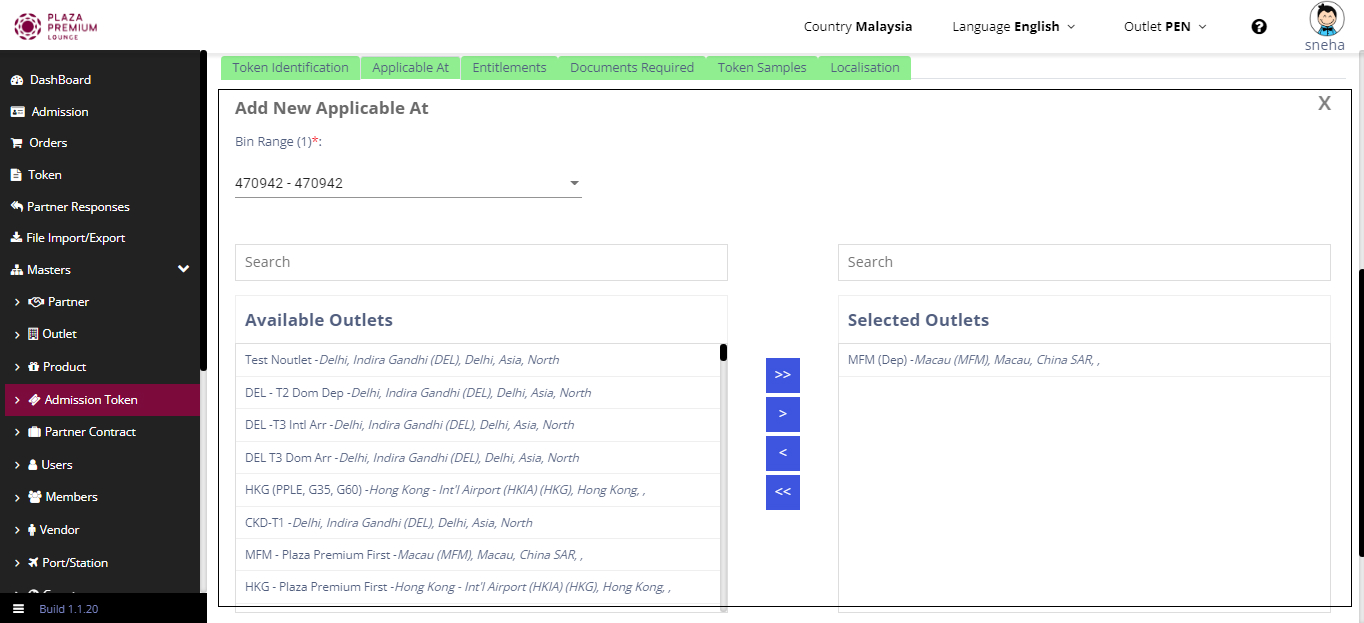 PLAZA
PREMIUM
LOUNGE
Country Malaysia
Language English
Outlet PEN
sneha
DashBoard
Admission
Orders
Token
Partner Responses
File Import/Export
Masters
Partner
Outlet
Product
Admission Token
Partner Contract
Users
Members
Vendor
Port/Station
Build 1.1.20
Token Identification
Applicable At
Entitlements
Documents Required
Token Samples
Localisation
Add New Applicable At
X
Bin Range (1)*:
470942 - 470942
Search
Available Outlets
Test Noutlet -Delhi, Indira Gandhi (DEL), Delhi, Asia, North
DEL - T2 Dom Dep -Delhi, Indira Gandhi (DEL), Delhi, Asia, North
DEL -T3 Intl Arr -Delhi, Indira Gandhi (DEL), Delhi, Asia, North
DEL T3 Dom Arr -Delhi, Indira Gandhi (DEL), Delhi, Asia, North
HKG (PPLE, G35, G60) -Hong Kong - Int'l Airport (HKIA) (HKG), Hong Kong, ,
CKD-T1 -Delhi, Indira Gandhi (DEL), Delhi, Asia, North
MFM - Plaza Premium First -Macau (MFM), Macau, China SAR, ,
HKG - Plaza Premium First -Hong Kong - Int'l Airport (HKIA) (HKG), Hong Kong, ,
>>
>
<
<<
Search
Selected Outlets
MFM (Dep) -Macau (MFM), Macau, China SAR, ,